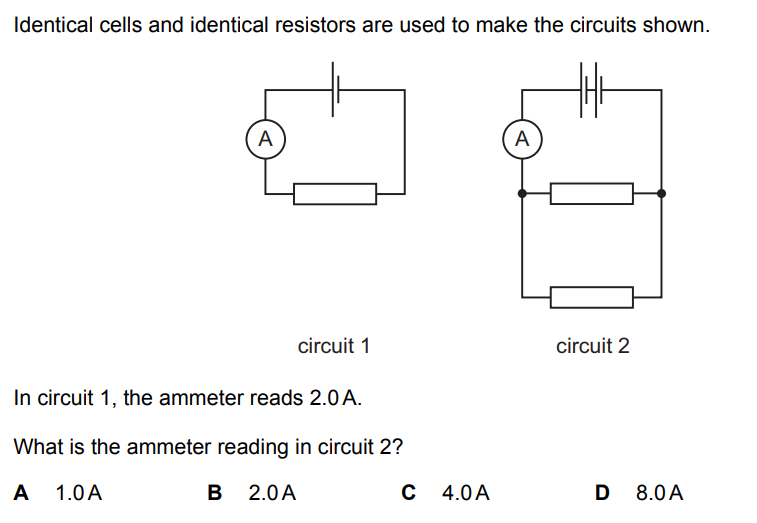 Identical cells and identical resistors are used to make the circuits shown.
A
A
circuit 1
circuit 2
In circuit 1, the ammeter reads 2.0 A.
What is the ammeter reading in circuit 2?
A 1.0 A B 2.0 A C 4.0 A D 8.0 A